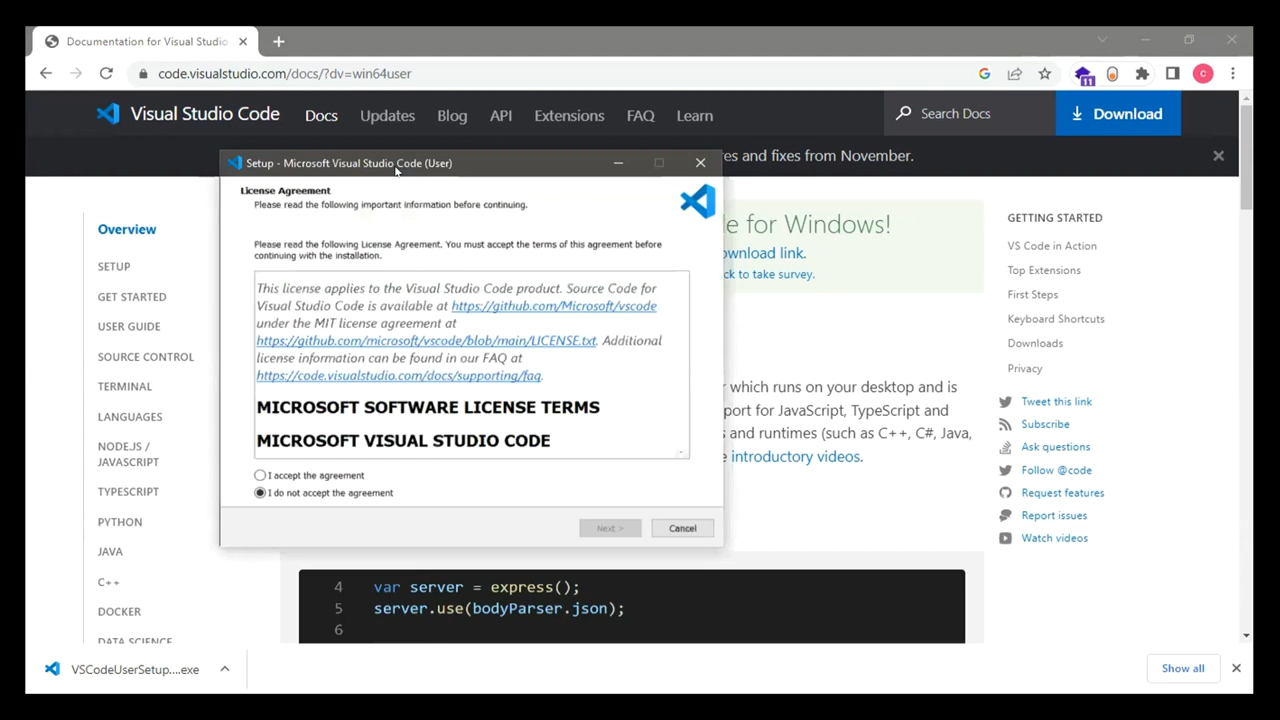 Documentation for Visual Studio
code.visualstudio.com/docs/?dv=win64user
11
C
Visual Studio Code
Docs
Updates
Blog
API
Extensions
FAQ
Learn
Search Docs
Download
res and fixes from November.
Setup - Microsoft Visual Studio Code (User)
License Agreement
Please read the following important information before continuing.
Please read the following License Agreement. You must accept the terms of this agreement before
continuing with the installation.
This license applies to the Visual Studio Code product. Source Code for
Visual Studio Code is available at https://github.com/Microsoft/vscode
under the MIT license agreement at
https://github.com/microsoft/vscode/blob/main/LICENSE.txt. Additional
license information can be found in our FAQ at
https://code.visualstudio.com/docs/supporting/faq.
MICROSOFT SOFTWARE LICENSE TERMS
MICROSOFT VISUAL STUDIO CODE
I accept the agreement
I do not accept the agreement
Next >
Cancel
Overview
SETUP
GET STARTED
USER GUIDE
SOURCE CONTROL
TERMINAL
LANGUAGES
NODE.JS /
JAVASCRIPT
TYPESCRIPT
PYTHON
JAVA
C++
DOCKER
DATA SCIENCE
de for Windows!
ownload link.
ck to take survey.
r which runs on your desktop and is
port for JavaScript, TypeScript and
s and runtimes (such as C++, C#, Java,
e introductory videos.
4 var server = express();
5 server.use(bodyParser.json);
6
GETTING STARTED
VS Code in Action
Top Extensions
First Steps
Keyboard Shortcuts
Downloads
Privacy
Tweet this link
Subscribe
Ask questions
Follow @code
Request features
Report issues
Watch videos
VSCodeUserSetup....exe
Show all